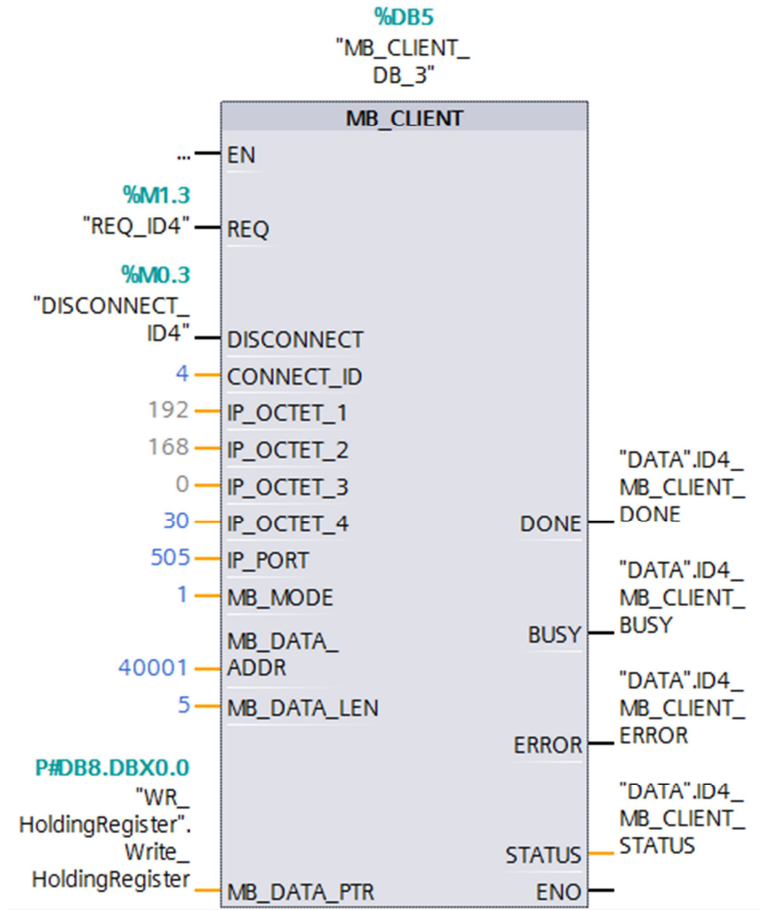 %DB5
"MB_CLIENT_
DB_3"
MB_CLIENT
... EN
%M1.3
"REQ_ID4" REQ
%M0.3
"DISCONNECT_
ID4" DISCONNECT
4 CONNECT_ID
192 IP_OCTET_1
168 IP_OCTET_2
0 IP_OCTET_3
30 IP_OCTET_4
505 IP_PORT
1 MB_MODE
MB_DATA_
40001 ADDR
5 MB_DATA_LEN
P#DB8.DBX0.0
"WR_
HoldingRegister".
Write_
HoldingRegister MB_DATA_PTR
"DATA".ID4_
MB_CLIENT_
DONE DONE
"DATA".ID4_
MB_CLIENT_
BUSY BUSY
"DATA".ID4_
MB_CLIENT_
ERROR ERROR
"DATA".ID4_
MB_CLIENT_
STATUS STATUS
ENO